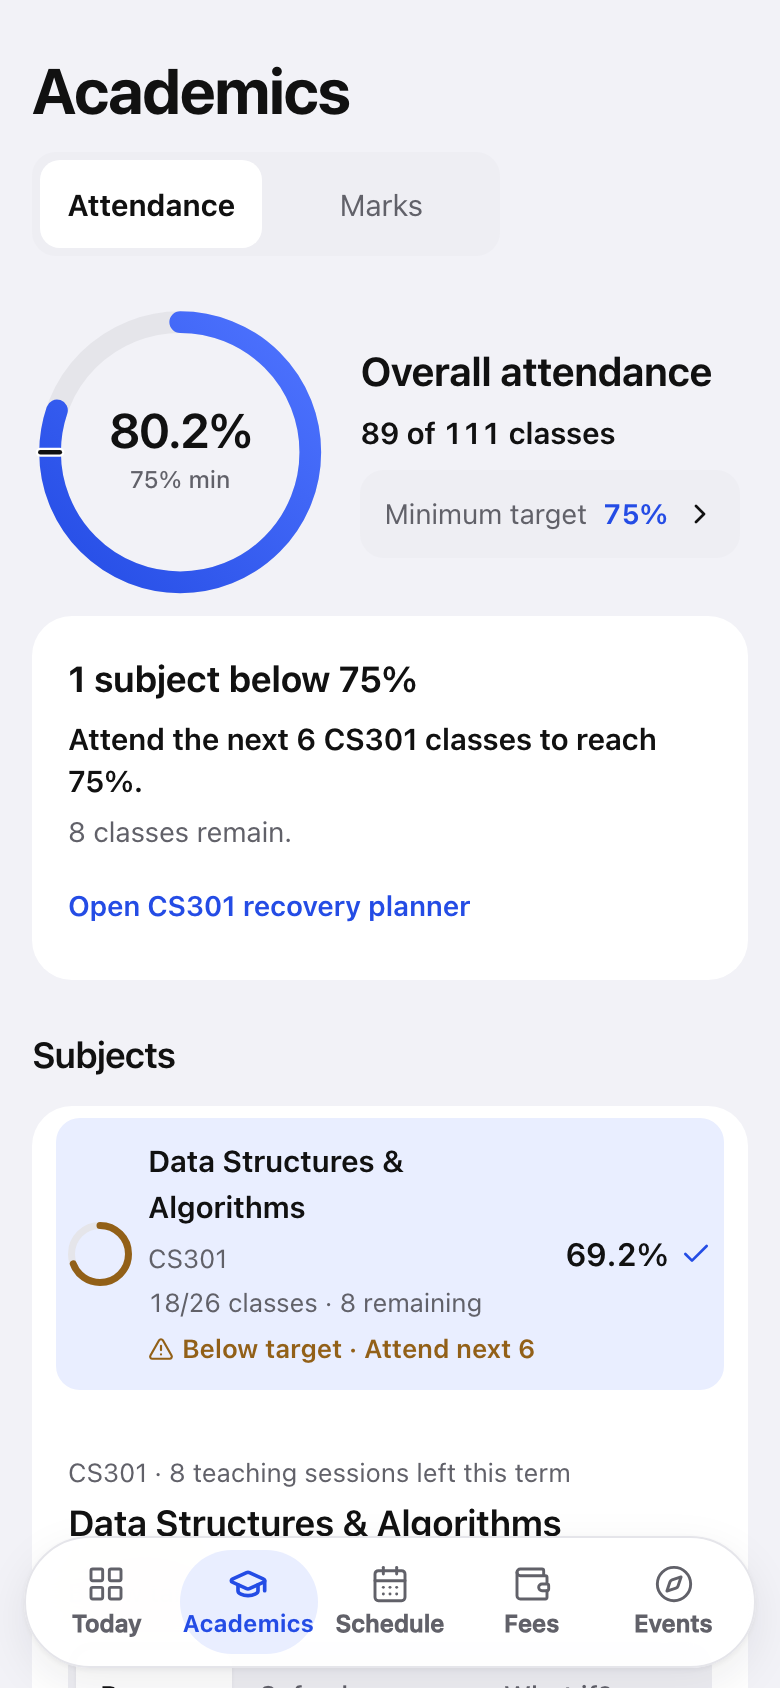 Academics
Attendance
Marks
80.2%
75% min
Overall attendance
89 of 111 classes
Minimum target 75%
1 subject below 75%
Attend the next 6 CS301 classes to reach
75%.
8 classes remain.
Open CS301 recovery planner
Subjects
Data Structures &
Algorithms
CS301
69.2%
18/26 classes · 8 remaining
Below target · Attend next 6
CS301 · 8 teaching sessions left this term
Data Structures & Algorithms
Today
Academics
Schedule
Fees
Events